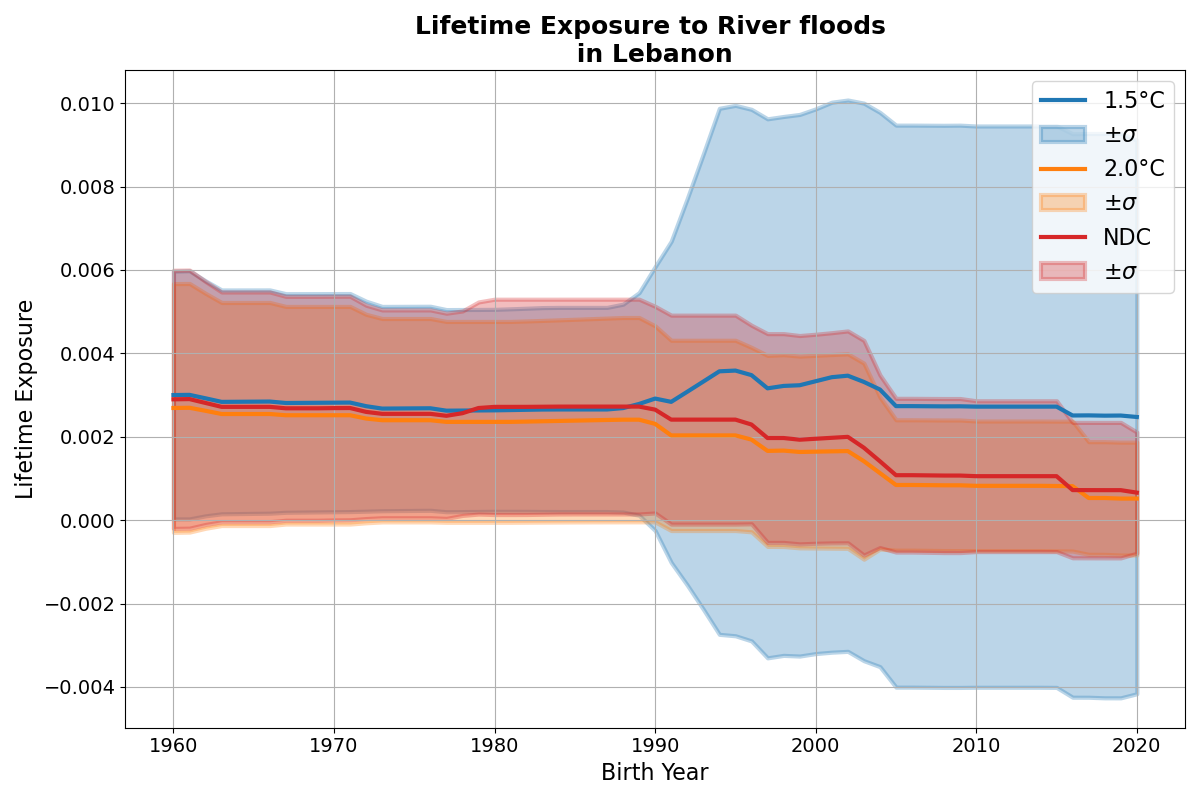 Lifetime Exposure to River floods
in Lebanon
Lifetime Exposure
0.010
0.008
0.006
0.004
0.002
0.000
−0.002
−0.004
1960
1970
1980
1990
2000
2010
2020
Birth Year
1.5°C
±σ
2.0°C
±σ
NDC
±σ